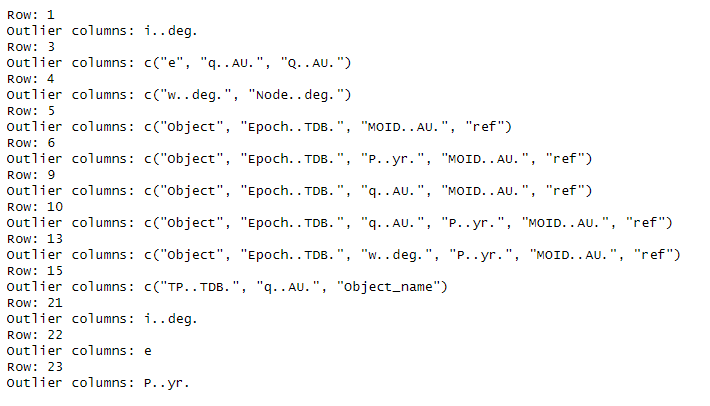 Row: 1
Outlier columns: i..deg.
Row: 3
Outlier columns: c("e", "q..AU.", "Q..AU.")
Row: 4
Outlier columns: c("w..deg.", "Node..deg.")
Row: 5
Outlier columns: c("Object", "Epoch..TDB.", "MOID..AU.", "ref")
Row: 6
Outlier columns: c("Object", "Epoch..TDB.", "P..yr.", "MOID..AU.", "ref")
Row: 9
Outlier columns: c("Object", "Epoch..TDB.", "q..AU.", "MOID..AU.", "ref")
Row: 10
Outlier columns: c("Object", "Epoch..TDB.", "q..AU.", "P..yr.", "MOID..AU.", "ref")
Row: 13
Outlier columns: c("Object", "Epoch..TDB.", "w..deg.", "P..yr.", "MOID..AU.", "ref")
Row: 15
Outlier columns: c("TP..TDB.", "q..AU.", "Object_name")
Row: 21
Outlier columns: i..deg.
Row: 22
Outlier columns: e
Row: 23
Outlier columns: P..yr.